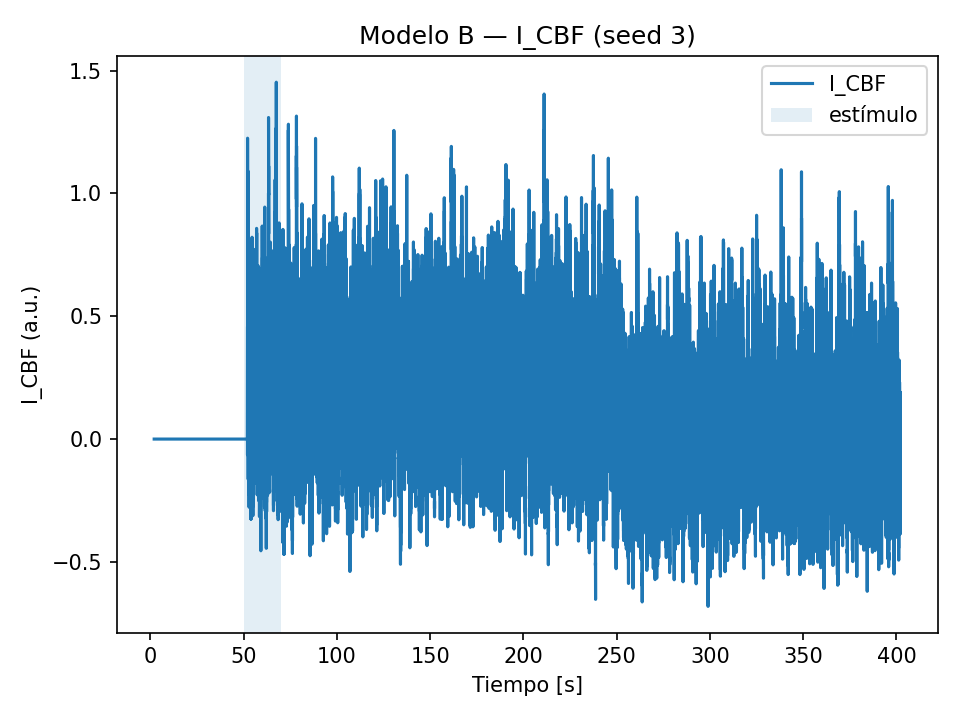 Modelo B — I_CBF (seed 3)
I_CBF
estímulo
1.5
1.0
0.5
0.0
−0.5
I_CBF (a.u.)
0 50 100 150 200 250 300 350 400
Tiempo [s]